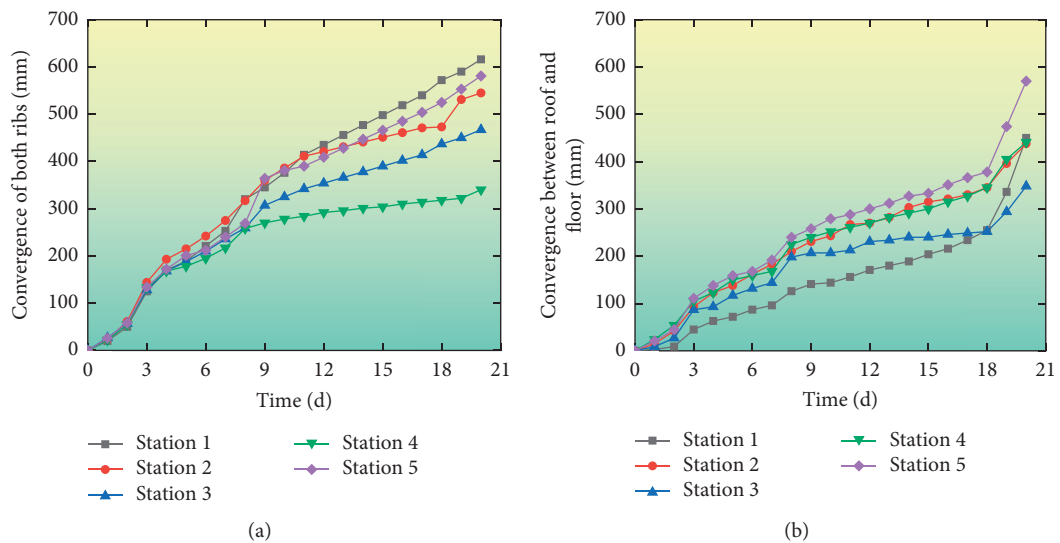 700
600
500
400
300
200
100
0
Convergence of both ribs (mm)
0 3 6 9 12 15 18 21
Time (d)
Station 1
Station 2
Station 3
Station 4
Station 5
(a)
700
600
500
400
300
200
100
0
Convergence between roof and
floor (mm)
0 3 6 9 12 15 18 21
Time (d)
Station 1
Station 2
Station 3
Station 4
Station 5
(b)